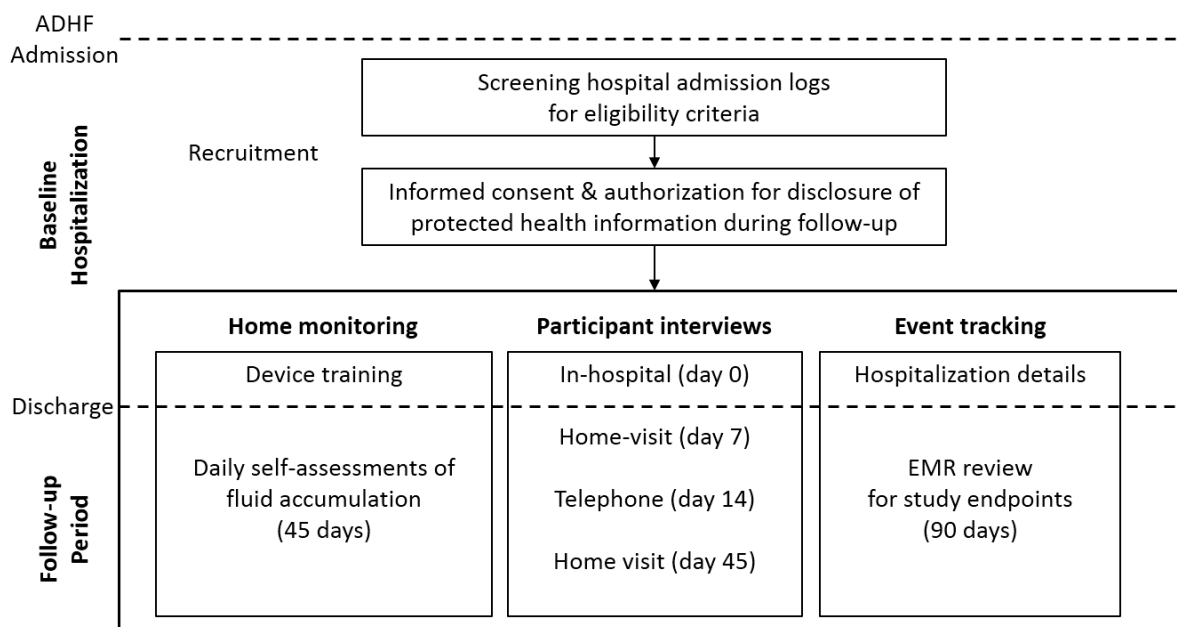 ADHF
Admission
Screening hospital admission logs
for eligibility criteria
Recruitment
Informed consent & authorization for disclosure of
protected health information during follow-up
Baseline
Hospitalization
Home monitoring
Participant interviews
Event tracking
Device training
In-hospital (day 0)
Hospitalization details
Discharge
Follow-up
Period
Daily self-assessments of
fluid accumulation
(45 days)
Home-visit (day 7)
Telephone (day 14)
Home visit (day 45)
EMR review
for study endpoints
(90 days)